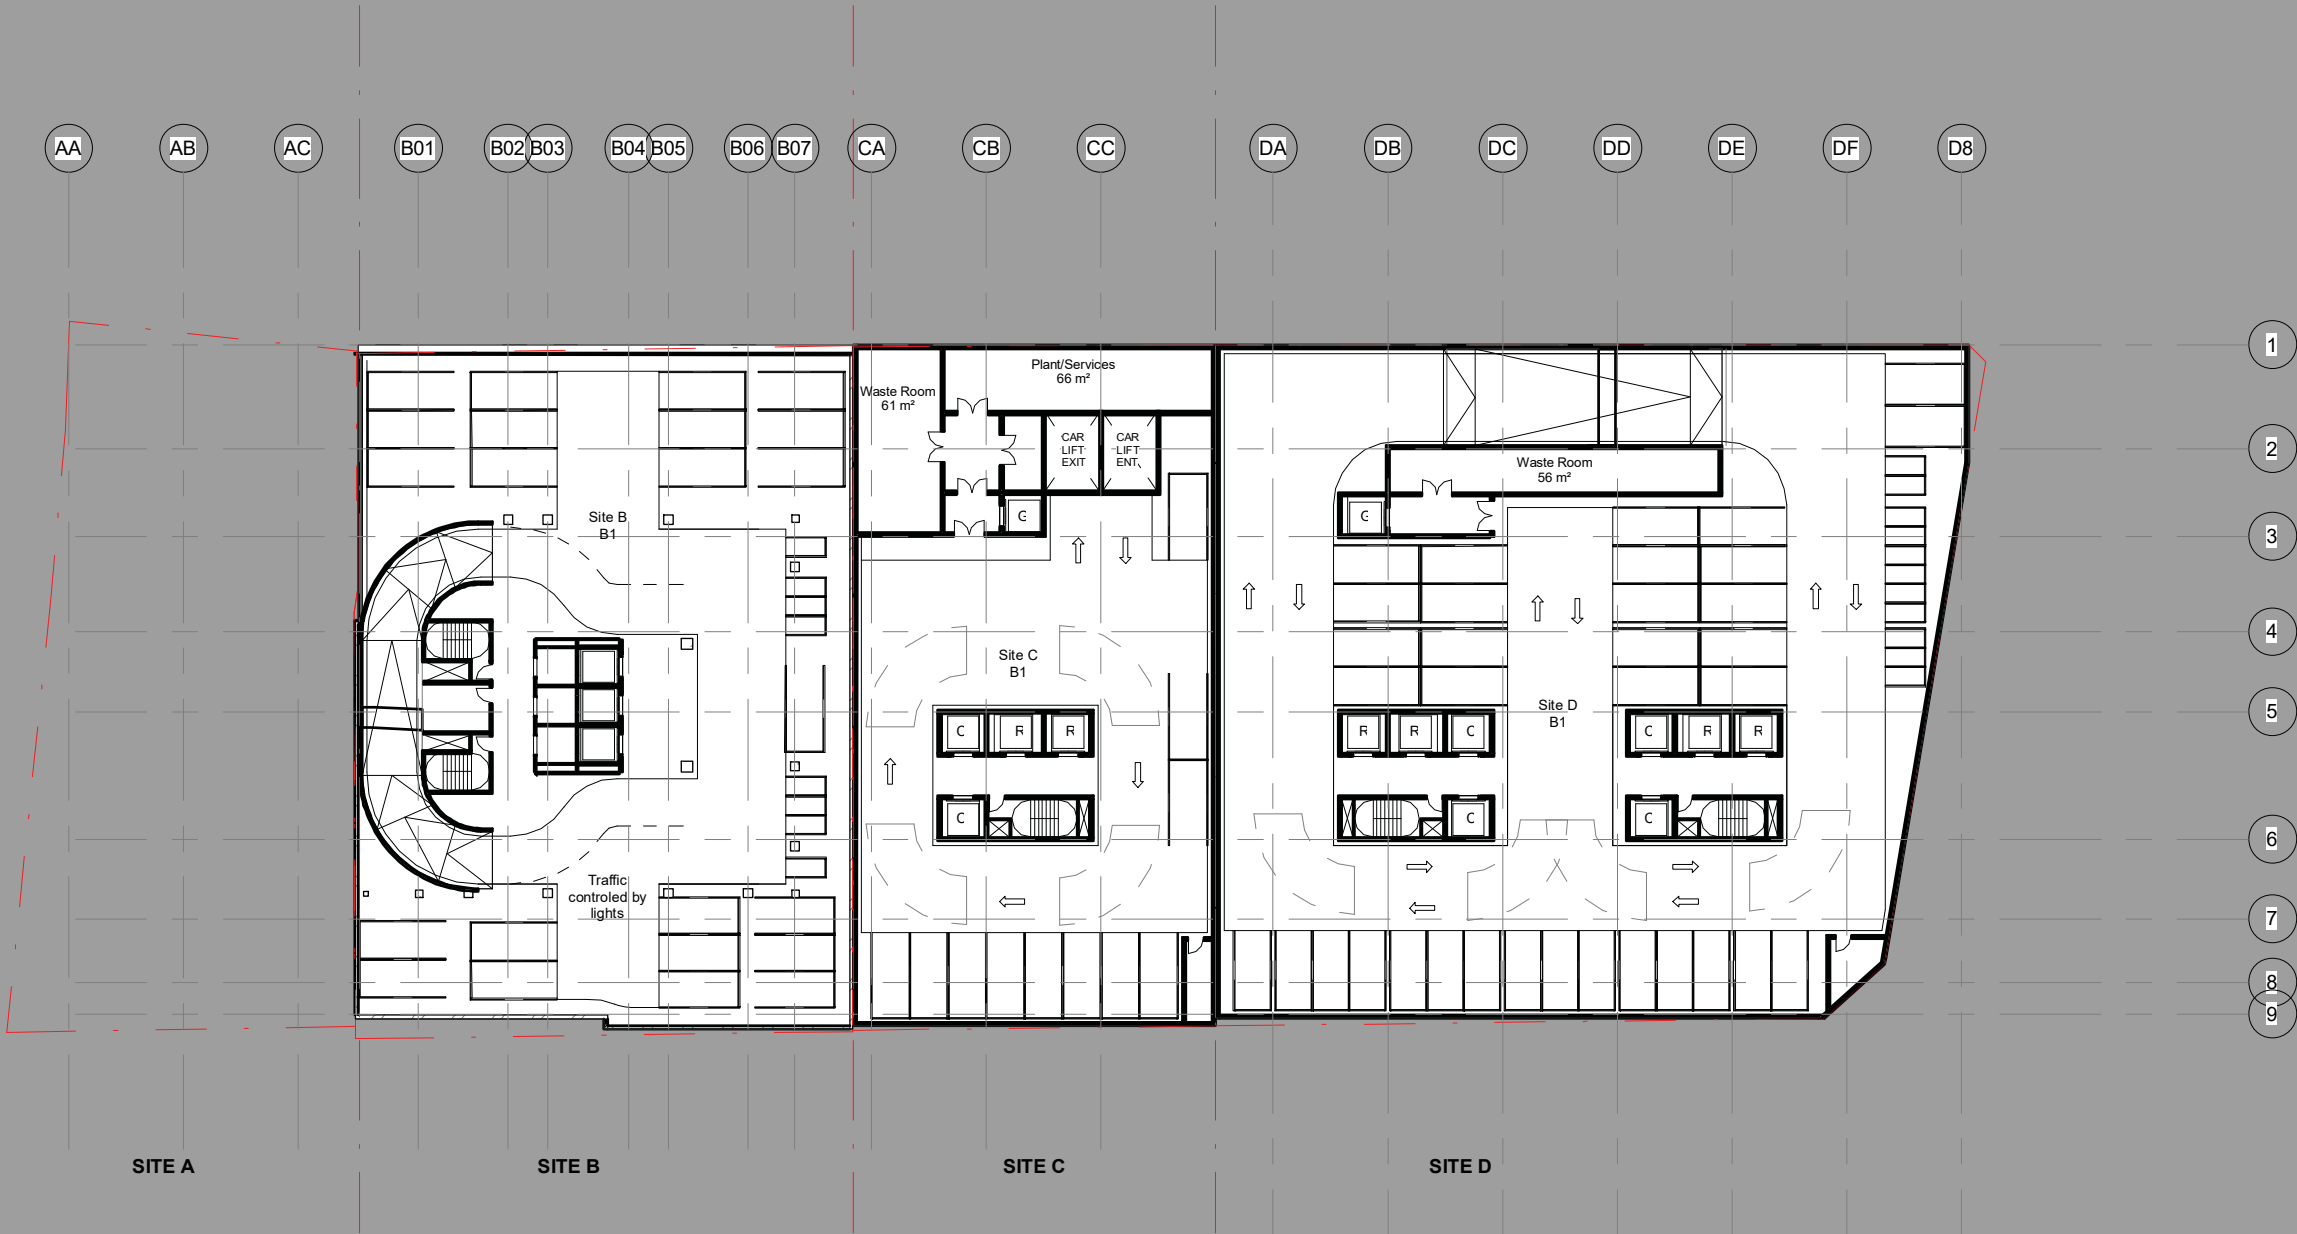 AA
AB
AC
B01
B02
B03
B04
B05
B06
B07
CA
CB
CC
DA
DB
DC
DD
DE
DF
D8
1
Plant/Services
66 m²
Waste Room
61 m²
CAR
LIFT
EXIT
CAR
LIFT
ENT.
2
Waste Room
56 m²
Site B
B1
G
G
3
4
Site C
B1
Site D
B1
5
C
R
R
R
R
C
C
R
R
C
C
C
6
Traffic
controled by
lights
7
8
9
SITE A
SITE B
SITE C
SITE D